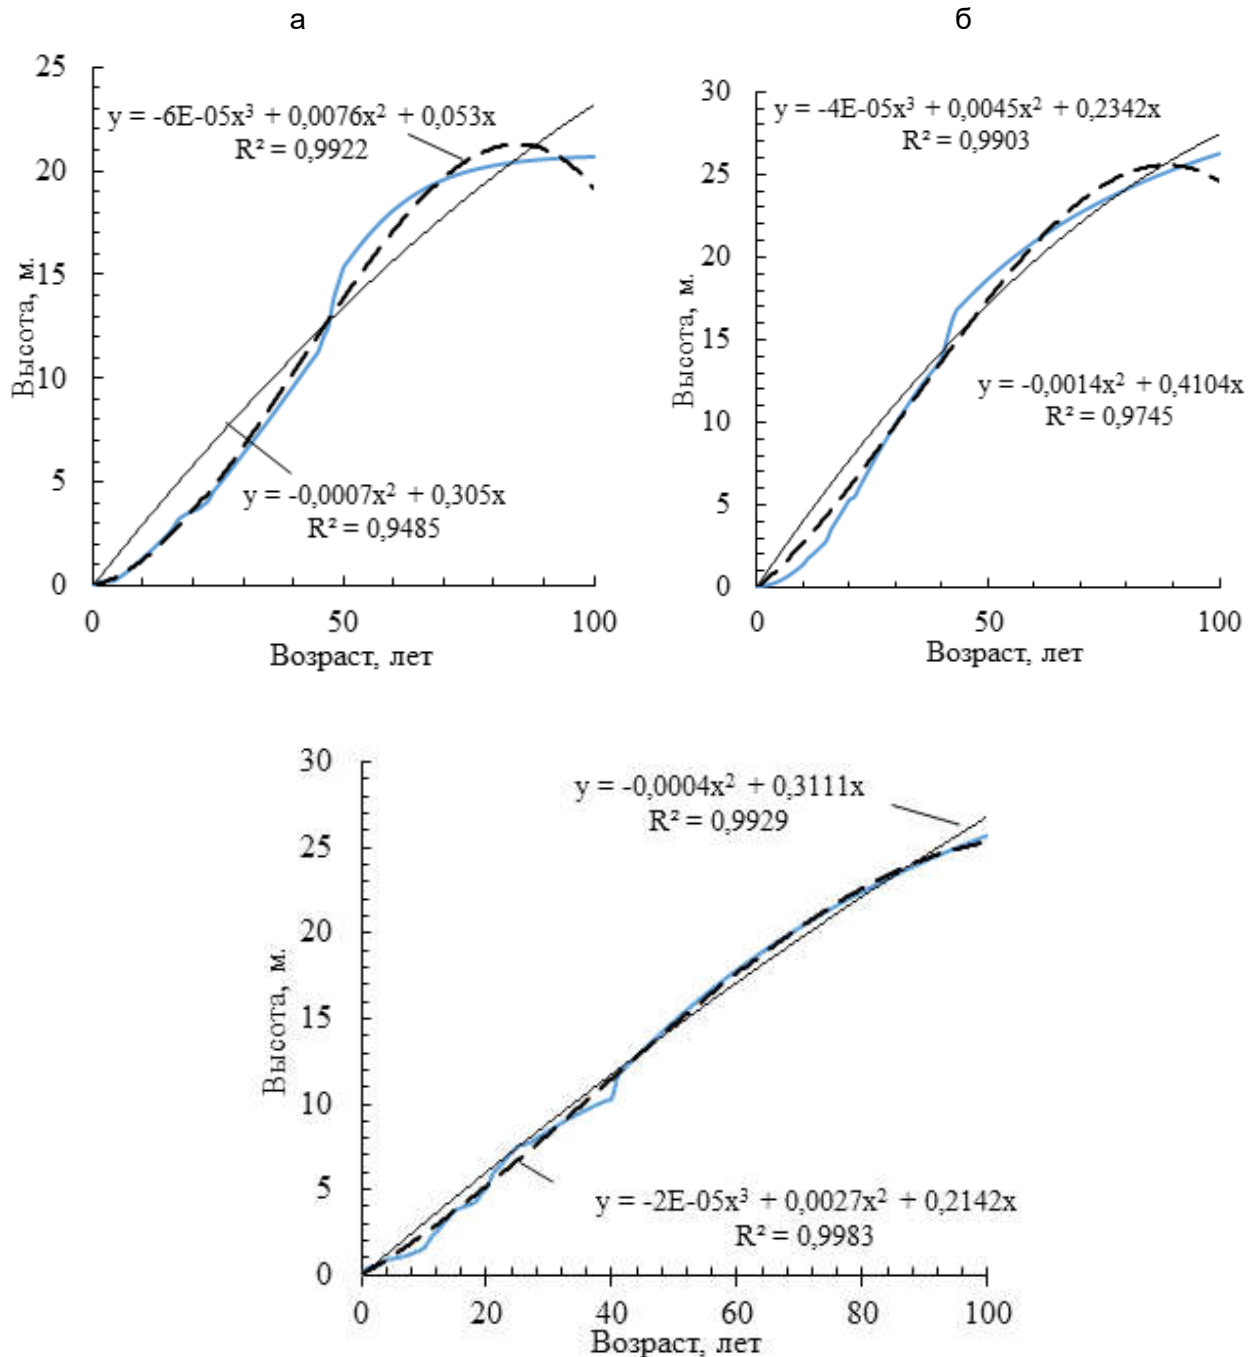 а
б
25
20
15
10
5
0
y = -6E-05x³ + 0,0076x² + 0,053x
R² = 0,9922
y = -0,0007x² + 0,305x
R² = 0,9485
Высота, м.
0 50 100
Возраст, лет
30
25
20
15
10
5
0
y = -4E-05x³ + 0,0045x² + 0,2342x
R² = 0,9903
y = -0,0014x² + 0,4104x
R² = 0,9745
Высота, м.
0 50 100
Возраст, лет
30
25
20
15
10
5
0
y = -0,0004x² + 0,3111x
R² = 0,9929
y = -2E-05x³ + 0,0027x² + 0,2142x
R² = 0,9983
Высота, м.
0 20 40 60 80 100
Возраст, лет